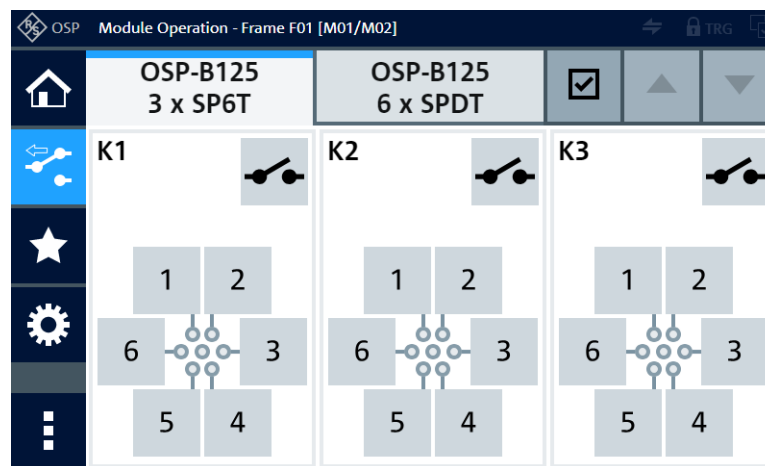 OSP Module Operation - Frame F01 [M01/M02] TRG
OSP-B125
3 x SP6T
OSP-B125
6 x SPDT
K1
K2
K3
1 2
6 3
5 4
1 2
6 3
5 4
1 2
6 3
5 4